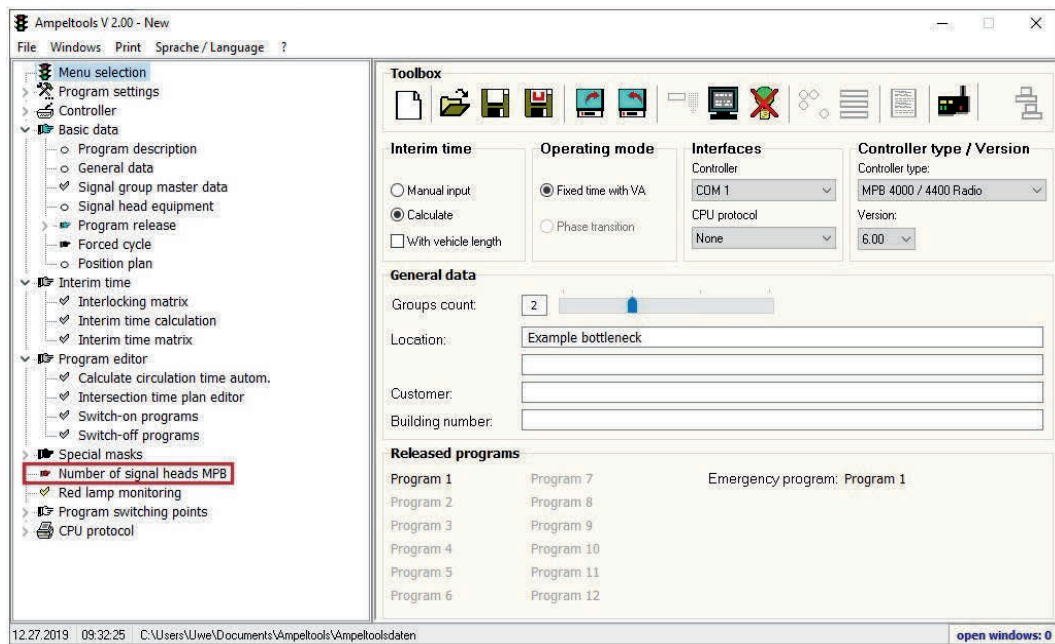 Ampeltools V 2.00 - New
File Windows Print Sprache / Language ?
Menu selection
Program settings
Controller
Basic data
Program description
General data
Signal group master data
Signal head equipment
Program release
Forced cycle
Position plan
Interim time
Interlocking matrix
Interim time calculation
Interim time matrix
Program editor
Calculate circulation time autom.
Intersection time plan editor
Switch-on programs
Switch-off programs
Special masks
Number of signal heads MPB
Red lamp monitoring
Program switching points
CPU protocol
Toolbox
Interim time
Manual input
Calculate
With vehicle length
Operating mode
Fixed time with VA
Phase transition
Interfaces
Controller
COM 1
CPU protocol
None
Controller type / Version
Controller type:
MPB 4000 / 4400 Radio
Version:
6.00
General data
Groups count: 2
Location: Example bottleneck
Customer:
Building number:
Released programs
Program 1 Program 7 Emergency program: Program 1
Program 2 Program 8
Program 3 Program 9
Program 4 Program 10
Program 5 Program 11
Program 6 Program 12
12.27.2019 09:32:25 C:\Users\Uwe\Documents\Ampeltools\Ampeltoolsdaten open windows: 0